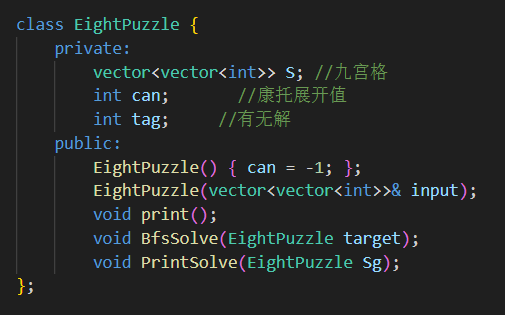 class EightPuzzle {
    private:
        vector<vector<int>> S; //九宫格
        int can;       //康托展开值
        int tag;     //有无解
    public:
        EightPuzzle() { can = -1; };
        EightPuzzle(vector<vector<int>>& input);
        void print();
        void BfsSolve(EightPuzzle target);
        void PrintSolve(EightPuzzle Sg);
};